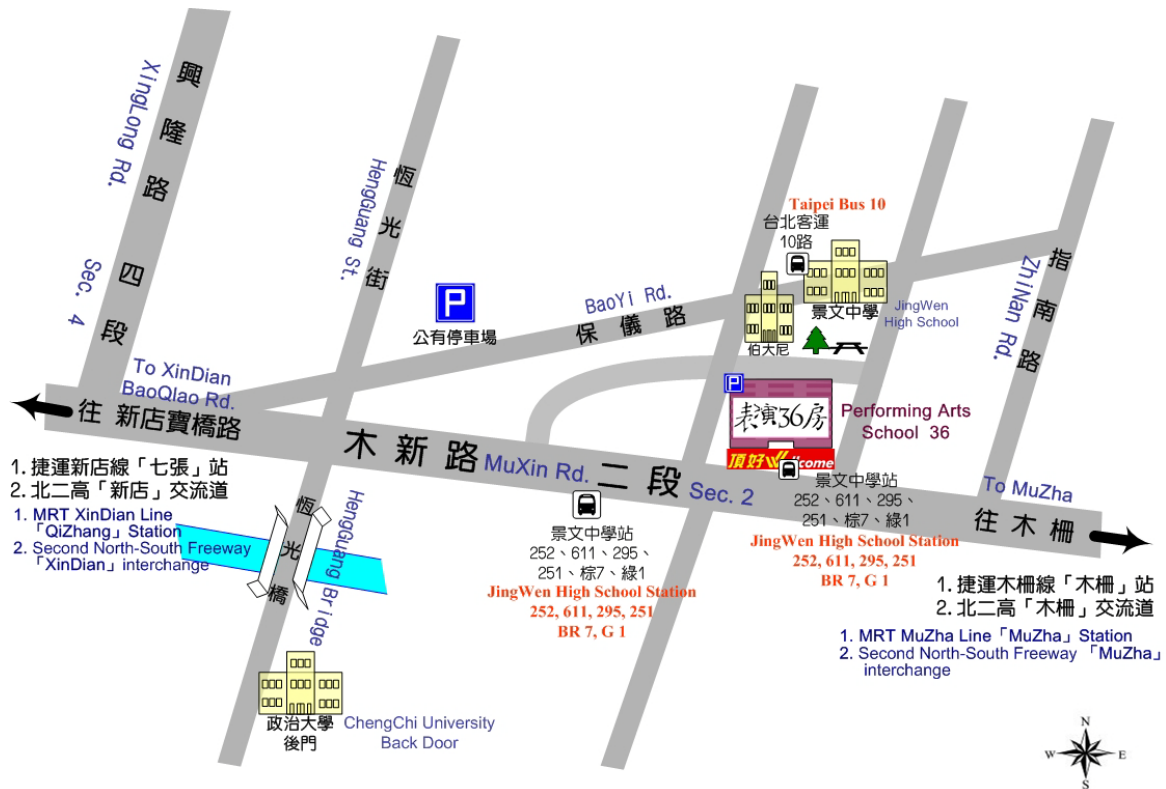 興隆路四段
XingLong Rd.
Sec. 4
恆光街
HengGuang St.
公有停車場
P
BaoYi Rd.
保儀路
Taipei Bus 10
台北客運
10路
景文中學
JingWen
High School
伯大尼
指南路
ZhiNan Rd.
To XinDian
BaoQIao Rd.
往 新店寶橋路
木新路
MuXin Rd.
二段
Sec. 2
P
表演36房
Performing Arts
School 36
頂好Wellcome
To MuZha
往木柵
1. 捷運新店線「七張」站
2. 北二高「新店」交流道
1. MRT XinDian Line
「QiZhang」Station
2. Second North-South Freeway
「XinDian」interchange
恆光橋
HengGuang Bridge
景文中學站
252、611、295、
251、棕7、綠1
JingWen High School Station
252, 611, 295, 251
BR 7, G 1
景文中學站
252、611、295、
251、棕7、綠1
JingWen High School Station
252, 611, 295, 251
BR 7, G 1
1. 捷運木柵線「木柵」站
2. 北二高「木柵」交流道
1. MRT MuZha Line「MuZha」Station
2. Second North-South Freeway「MuZha」
interchange
政治大學
後門
ChengChi University
Back Door
N
W
E
S